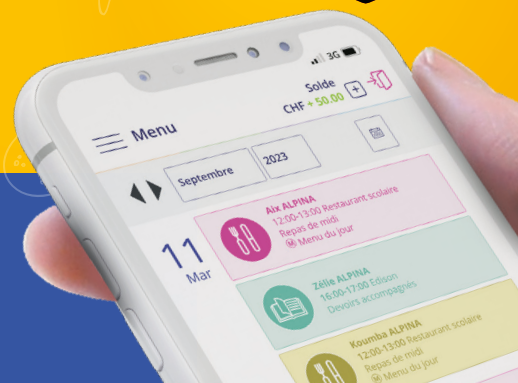 3G
Solde
CHF + 50.00
Menu
Septembre
2023
11
Mar
Aix ALPINA
12:00-13:00 Restaurant scolaire
Repas de midi
M Menu du jour
Zélie ALPINA
16:00-17:00 Edison
Devoirs accompagnés
Koumba ALPINA
12:00-13:00 Restaurant scolaire
Repas de midi
M Menu du jour